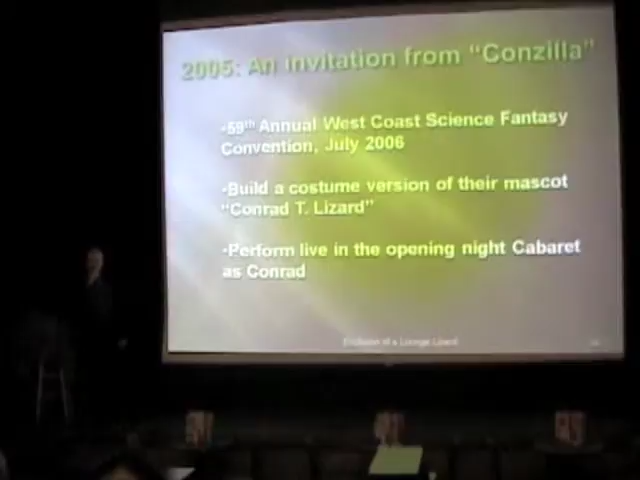 2005: An invitation from "Conzilla"
•59th Annual West Coast Science Fantasy
Convention, July 2006
•Build a costume version of their mascot
"Conrad T. Lizard"
•Perform live in the opening night Cabaret
as Conrad
Evolution of a Lounge Lizard